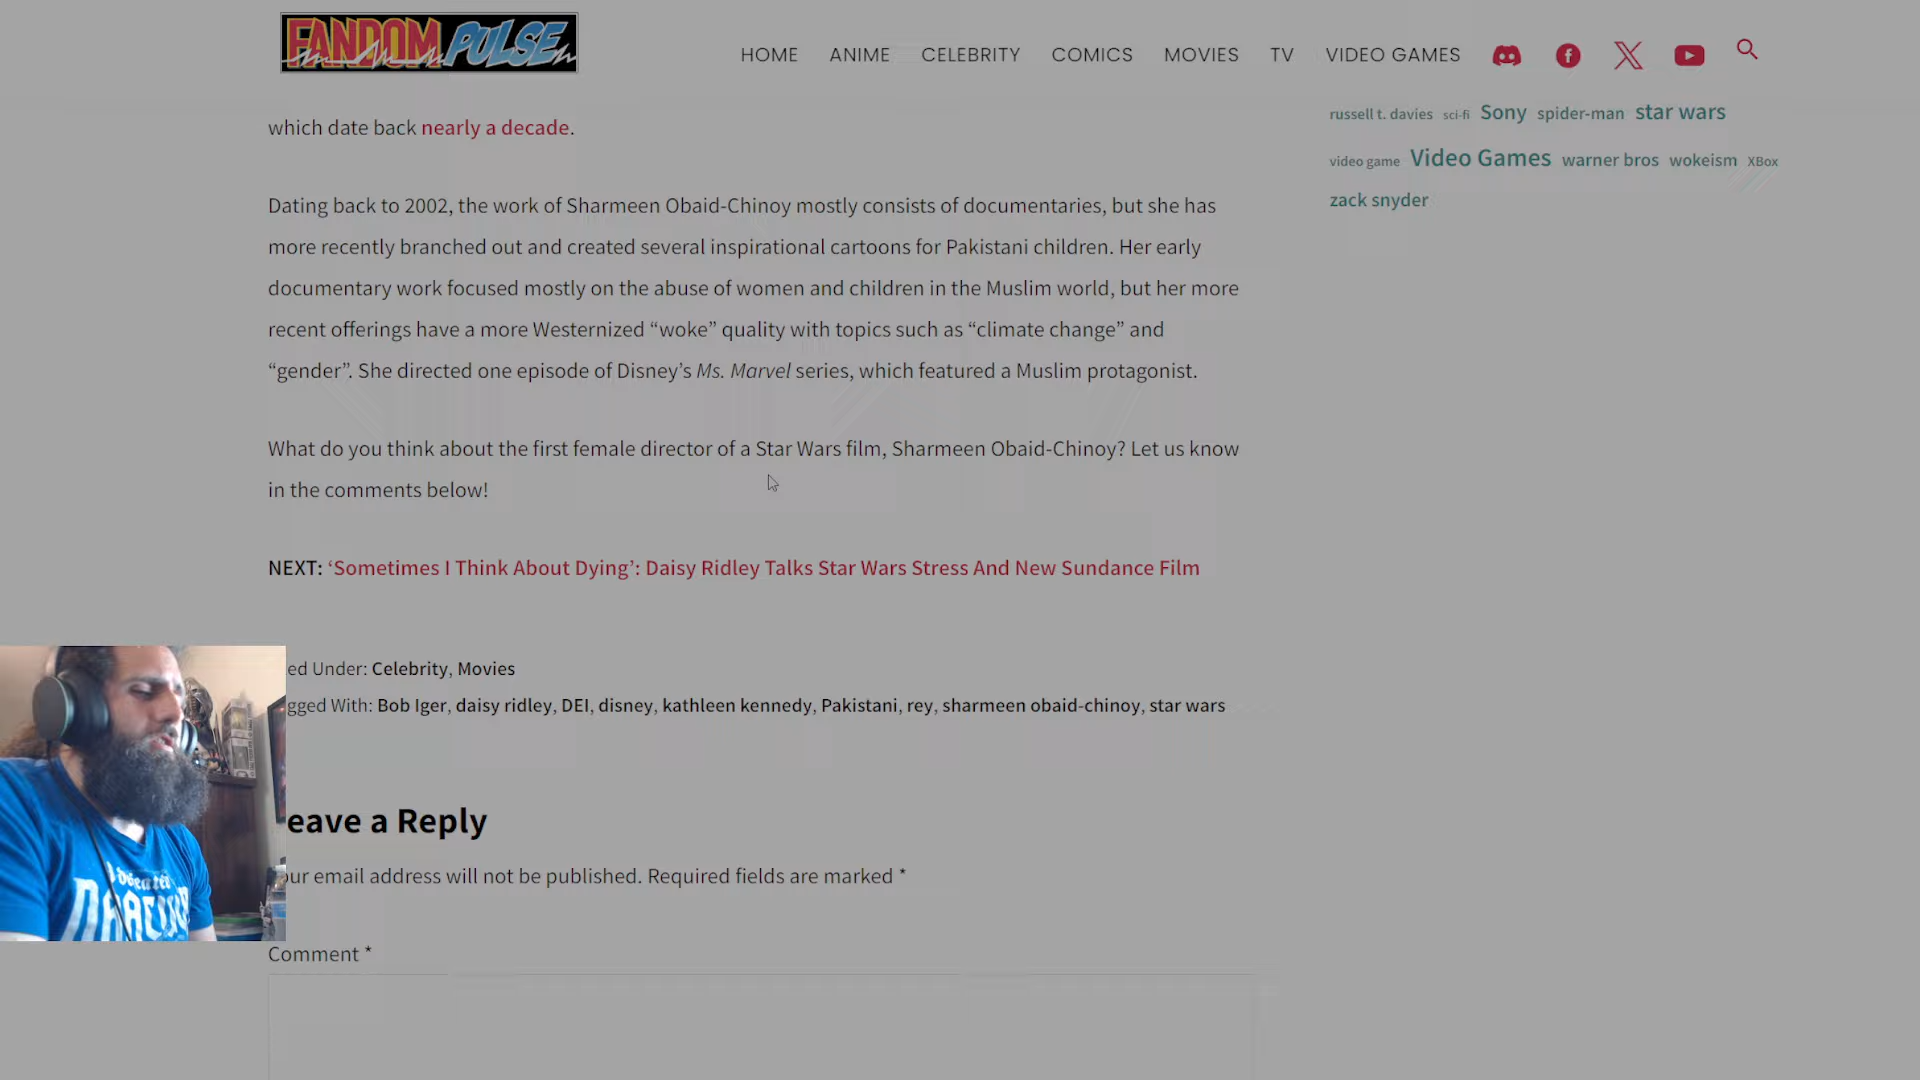 FANDOM PULSE
HOME ANIME CELEBRITY COMICS MOVIES TV VIDEO GAMES
which date back nearly a decade.
Dating back to 2002, the work of Sharmeen Obaid-Chinoy mostly consists of documentaries, but she has
more recently branched out and created several inspirational cartoons for Pakistani children. Her early
documentary work focused mostly on the abuse of women and children in the Muslim world, but her more
recent offerings have a more Westernized “woke” quality with topics such as “climate change” and
“gender”. She directed one episode of Disney’s Ms. Marvel series, which featured a Muslim protagonist.
What do you think about the first female director of a Star Wars film, Sharmeen Obaid-Chinoy? Let us know
in the comments below!
NEXT: ‘Sometimes I Think About Dying’: Daisy Ridley Talks Star Wars Stress And New Sundance Film
ed Under: Celebrity, Movies
gged With: Bob Iger, daisy ridley, DEI, disney, kathleen kennedy, Pakistani, rey, sharmeen obaid-chinoy, star wars
eave a Reply
our email address will not be published. Required fields are marked *
Comment *
russell t. davies sci-fi Sony spider-man star wars
video game Video Games warner bros wokeism XBox
zack snyder